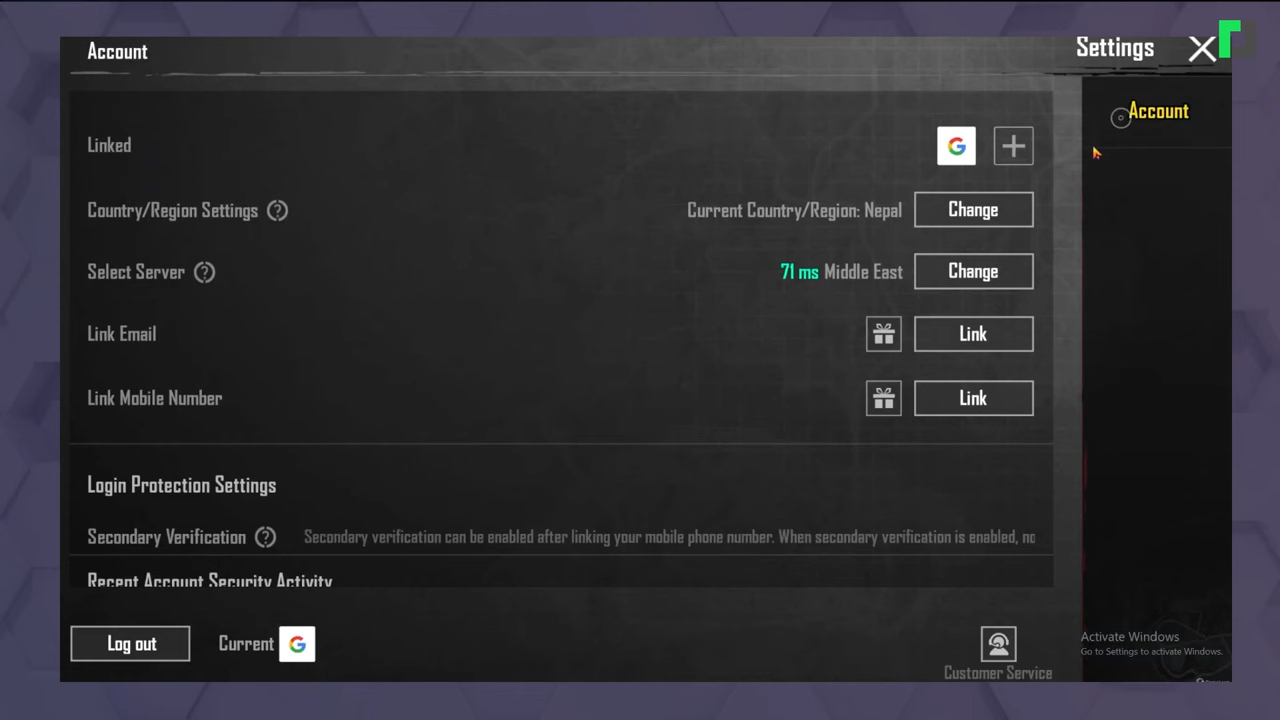 Account
Settings
Account
Linked
Country/Region Settings
Current Country/Region: Nepal
Change
Select Server
71 ms Middle East
Change
Link Email
Link
Link Mobile Number
Link
Login Protection Settings
Secondary Verification
Secondary verification can be enabled after linking your mobile phone number. When secondary verification is enabled, no
Recent Account Security Activity
Log out
Current
Customer Service
Activate Windows
Go to Settings to activate Windows.